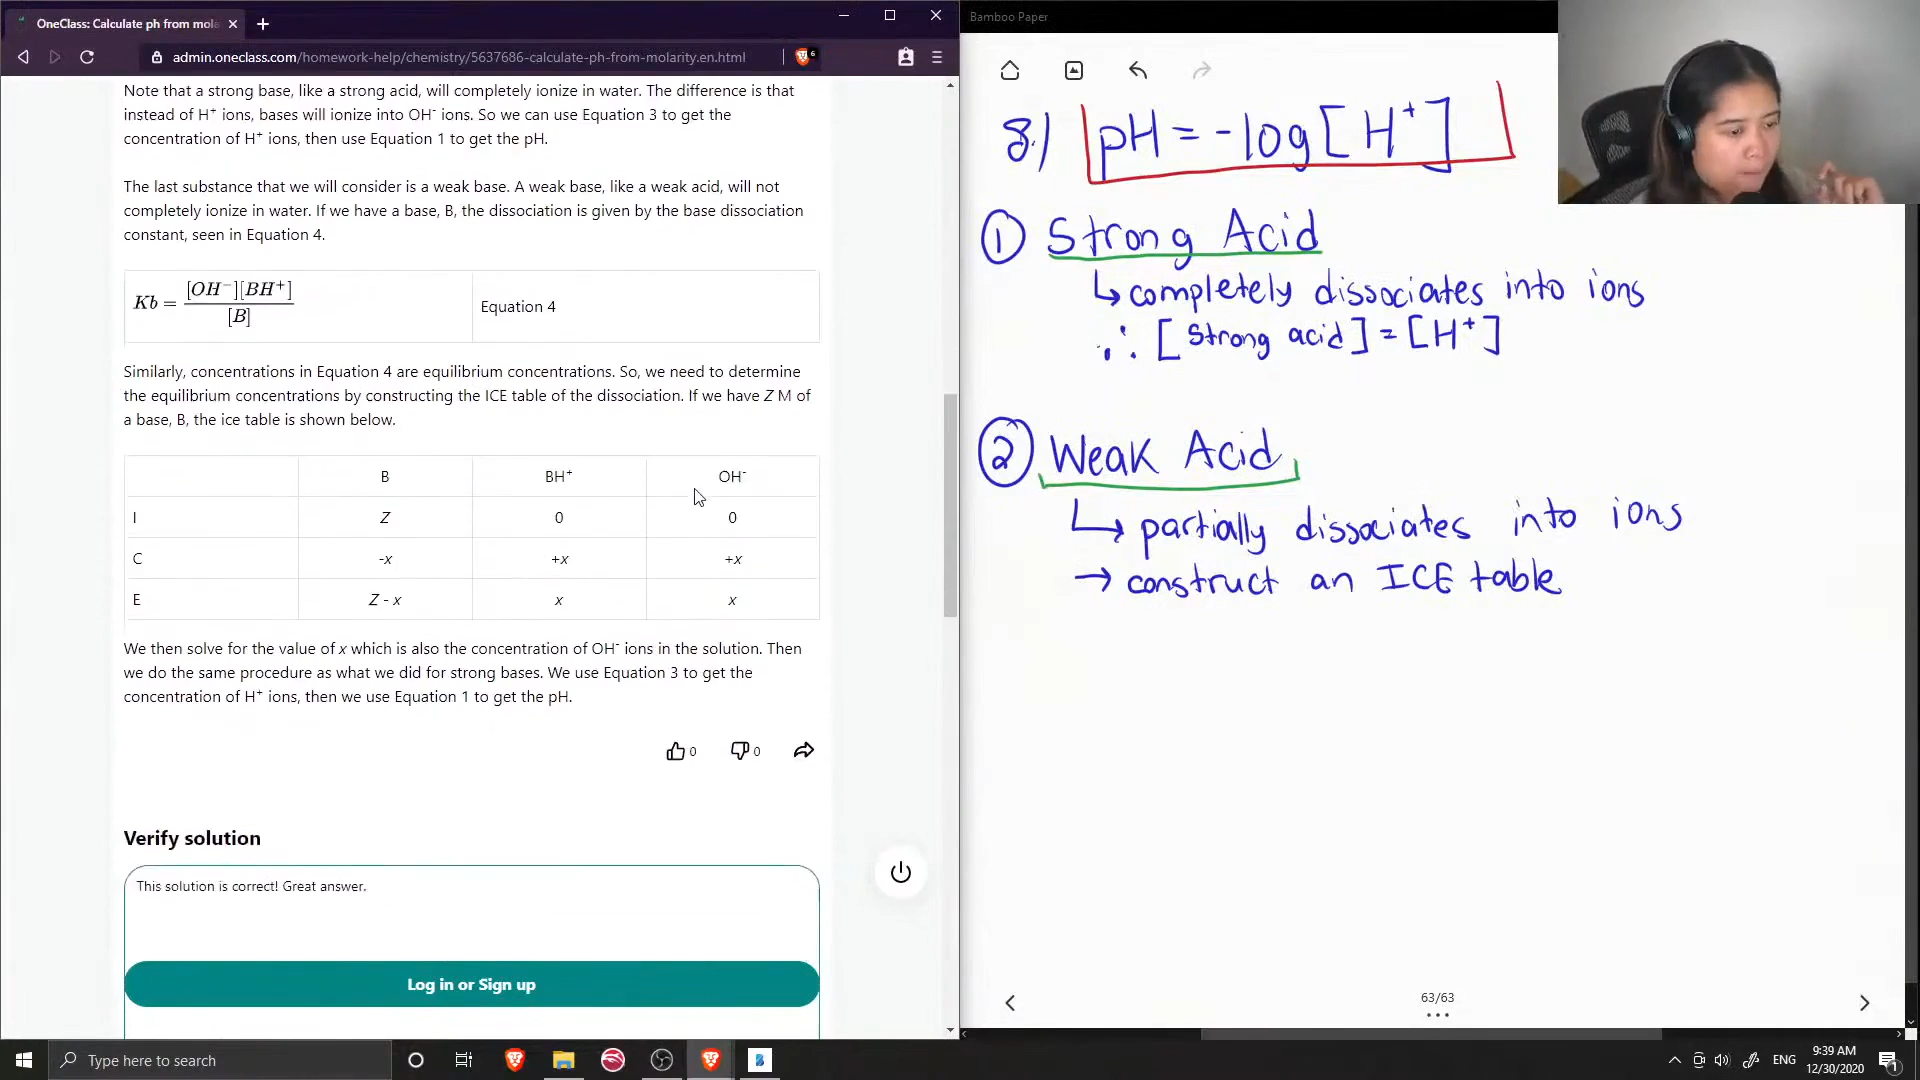 OneClass: Calculate ph from mola
admin.oneclass.com/homework-help/chemistry/5637686-calculate-ph-from-molarity.en.html
6
Note that a strong base, like a strong acid, will completely ionize in water. The difference is that
instead of H⁺ ions, bases will ionize into OH⁻ ions. So we can use Equation 3 to get the
concentration of H⁺ ions, then use Equation 1 to get the pH.
The last substance that we will consider is a weak base. A weak base, like a weak acid, will not
completely ionize in water. If we have a base, B, the dissociation is given by the base dissociation
constant, seen in Equation 4.
Kb = [OH⁻][BH⁺] / [B]
Equation 4
Similarly, concentrations in Equation 4 are equilibrium concentrations. So, we need to determine
the equilibrium concentrations by constructing the ICE table of the dissociation. If we have Z M of
a base, B, the ice table is shown below.
B BH⁺ OH⁻
I Z 0 0
C -x +x +x
E Z - x x x
We then solve for the value of x which is also the concentration of OH⁻ ions in the solution. Then
we do the same procedure as what we did for strong bases. We use Equation 3 to get the
concentration of H⁺ ions, then we use Equation 1 to get the pH.
0 0
Verify solution
This solution is correct! Great answer.
Log in or Sign up
Bamboo Paper
8.) pH = -log[H⁺]
① Strong Acid
↳ completely dissociates into ions
∴ [Strong acid] = [H⁺]
② Weak Acid
↳ partially dissociates into ions
→ construct an ICE table
63/63
Type here to search
ENG
9:39 AM
12/30/2020
1